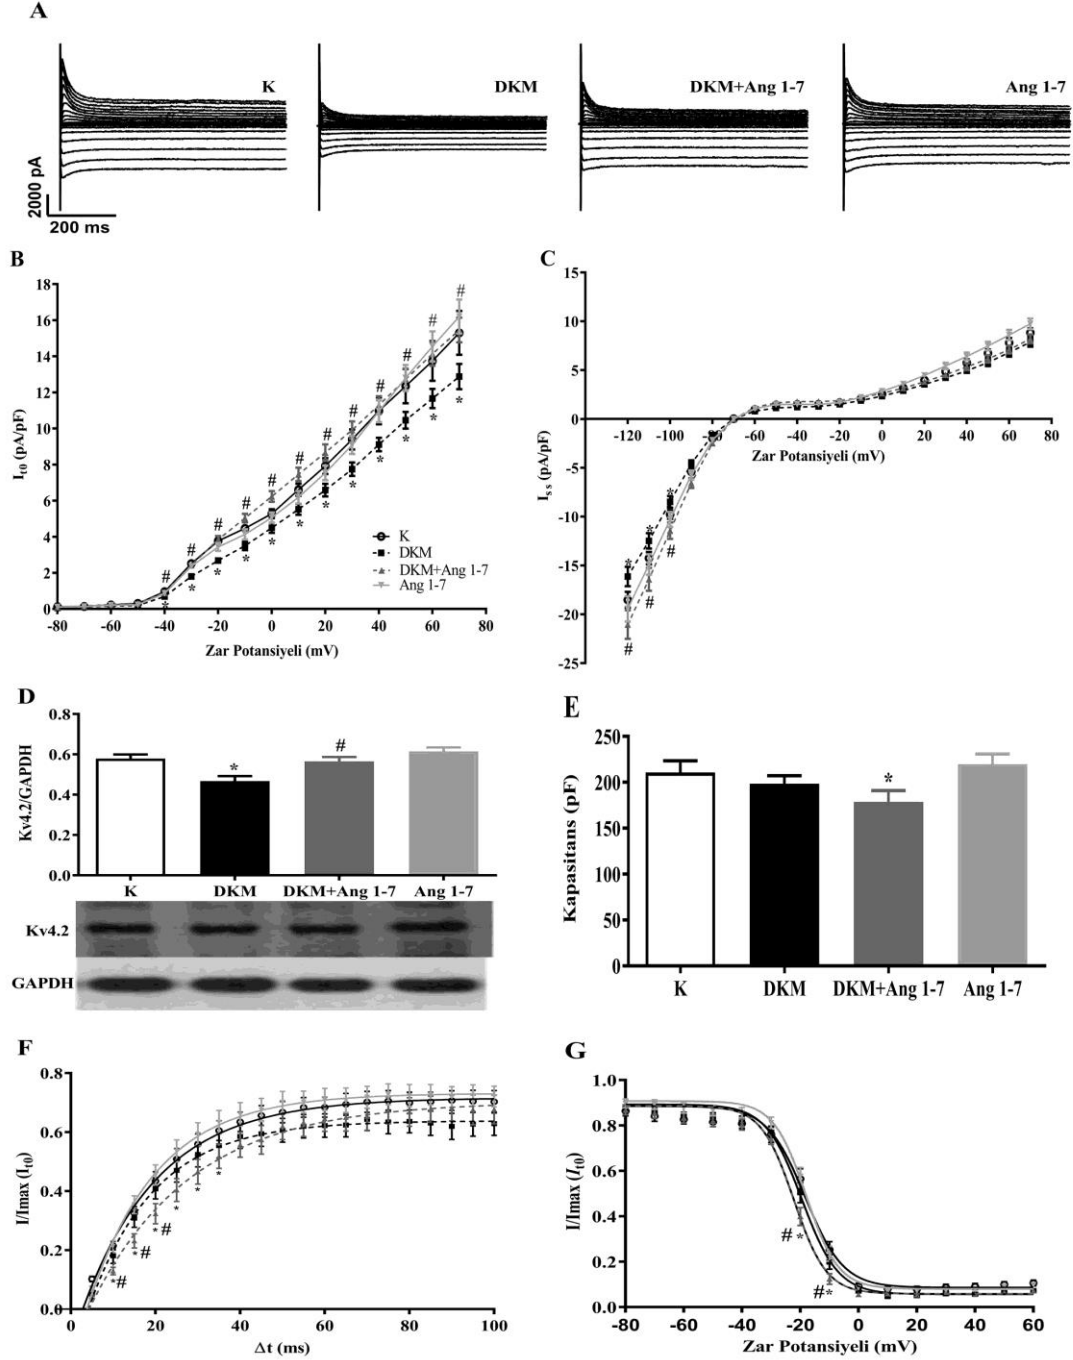 A
K
DKM
DKM+Ang 1-7
Ang 1-7
2000 pA
200 ms
B
18
16
14
12
10
8
6
4
2
0
I t0 (pA/pF)
-80 -60 -40 -20 0 20 40 60 80
Zar Potansiyeli (mV)
# # # # # # # # # # # #
* * * * * * * * * * * *
K
DKM
DKM+Ang 1-7
Ang 1-7
C
15
10
5
0
-5
-10
-15
-20
-25
I ss (pA/pF)
-120 -100 -80 -60 -40 -20 0 20 40 60 80
Zar Potansiyeli (mV)
* * *
# # #
D
0.8
0.6
0.4
0.2
0.0
Kv4.2/GAPDH
* #
K DKM DKM+Ang 1-7 Ang 1-7
Kv4.2
GAPDH
E
250
200
150
100
50
0
Kapasitans (pF)
*
K DKM DKM+Ang 1-7 Ang 1-7
F
0.8
0.6
0.4
0.2
0.0
I/Imax (I t0)
0 20 40 60 80 100
Δt (ms)
# # #
* * * * * *
G
1.0
0.8
0.6
0.4
0.2
0.0
I/Imax (I t0)
-80 -60 -40 -20 0 20 40 60
Zar Potansiyeli (mV)
# *
# *